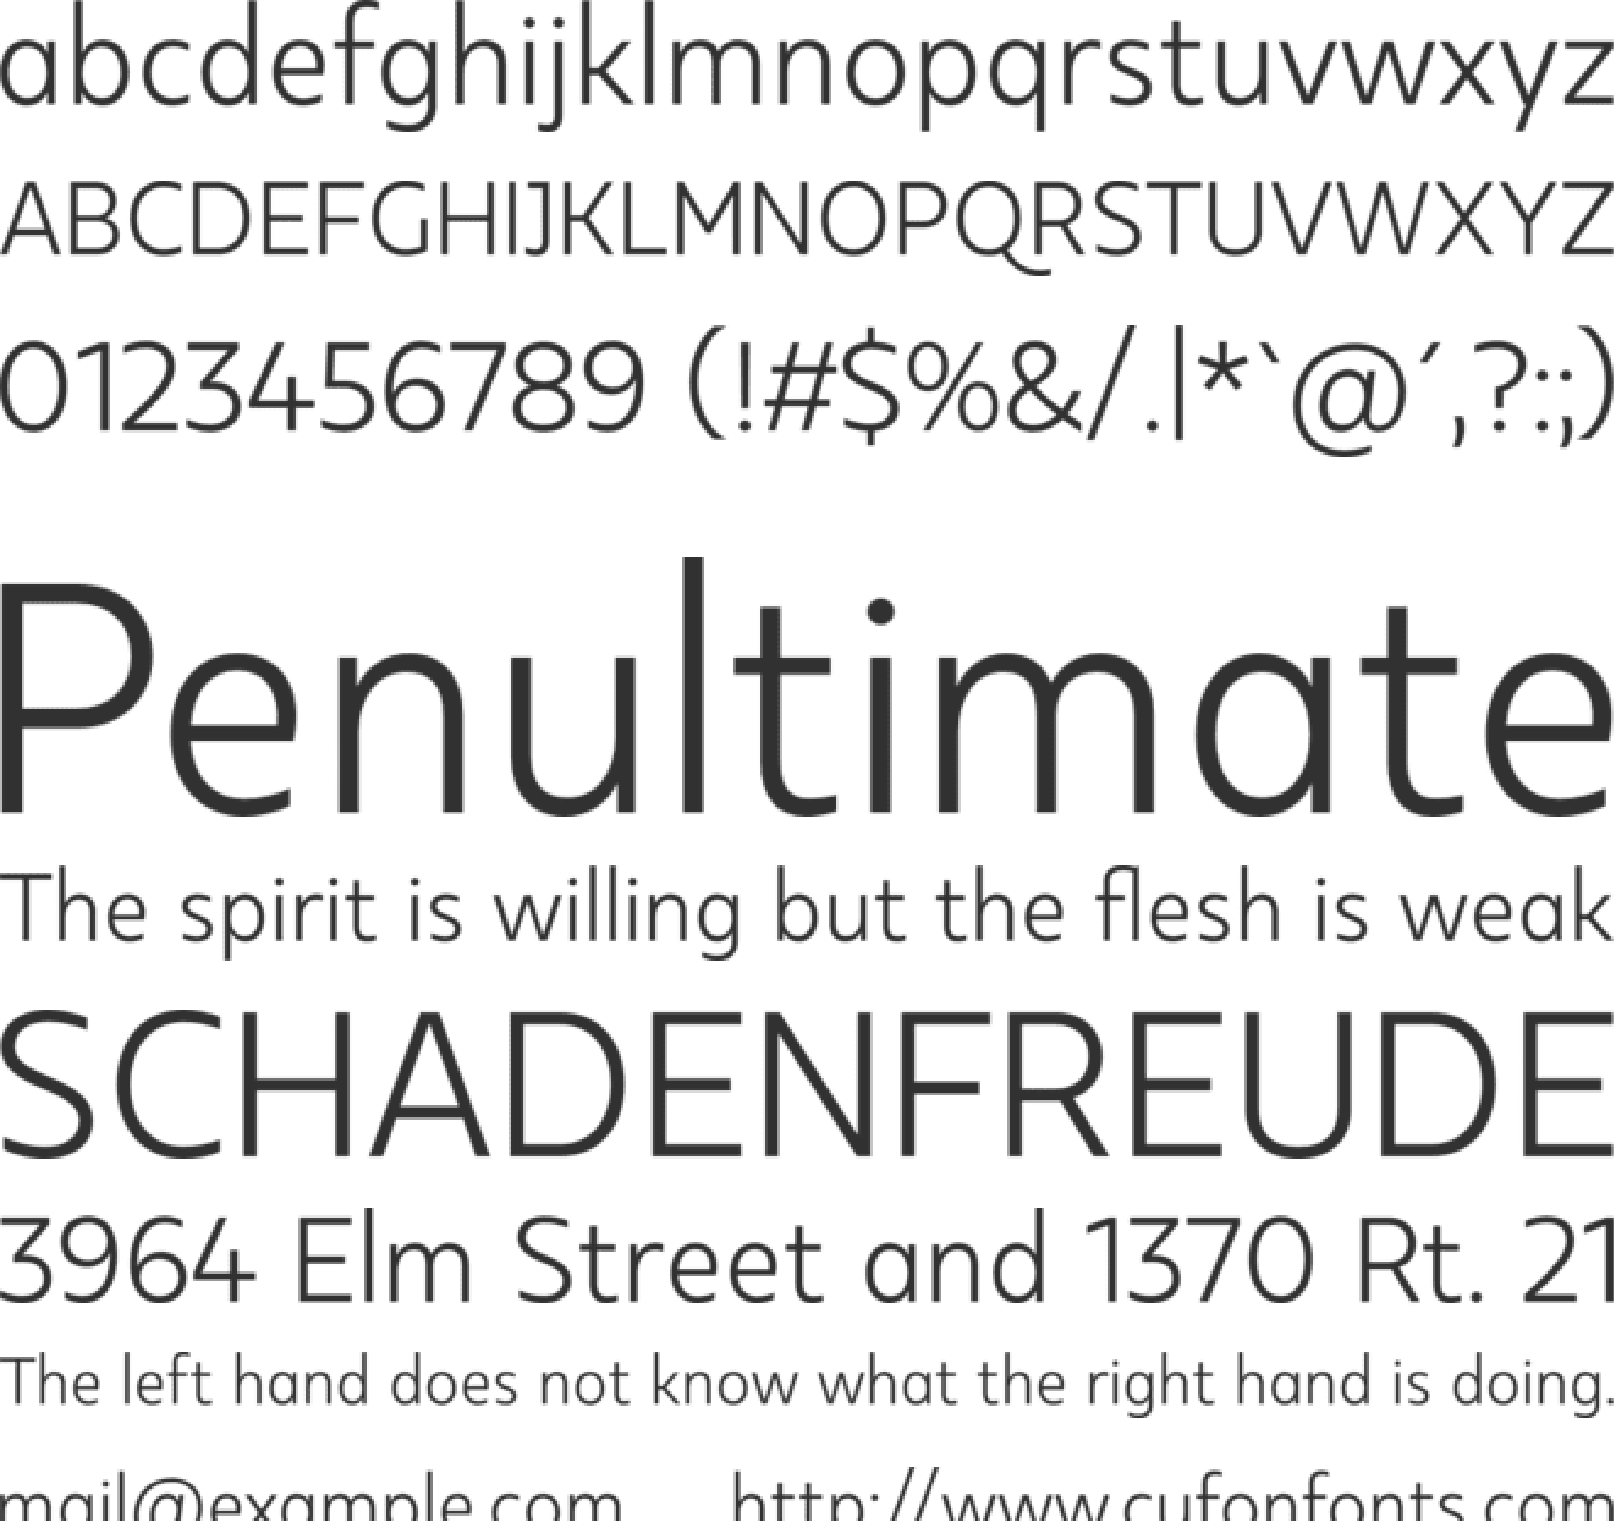 abcdefghijklmnopqrstuvwxyz
ABCDEFGHIJKLMNOPQRSTUVWXYZ
0123456789 (!#$%&/.|*`@´,?:;)
Penultimate
The spirit is willing but the flesh is weak
SCHADENFREUDE
3964 Elm Street and 1370 Rt. 21
The left hand does not know what the right hand is doing.
mail@example.com http://www.cufonfonts.com